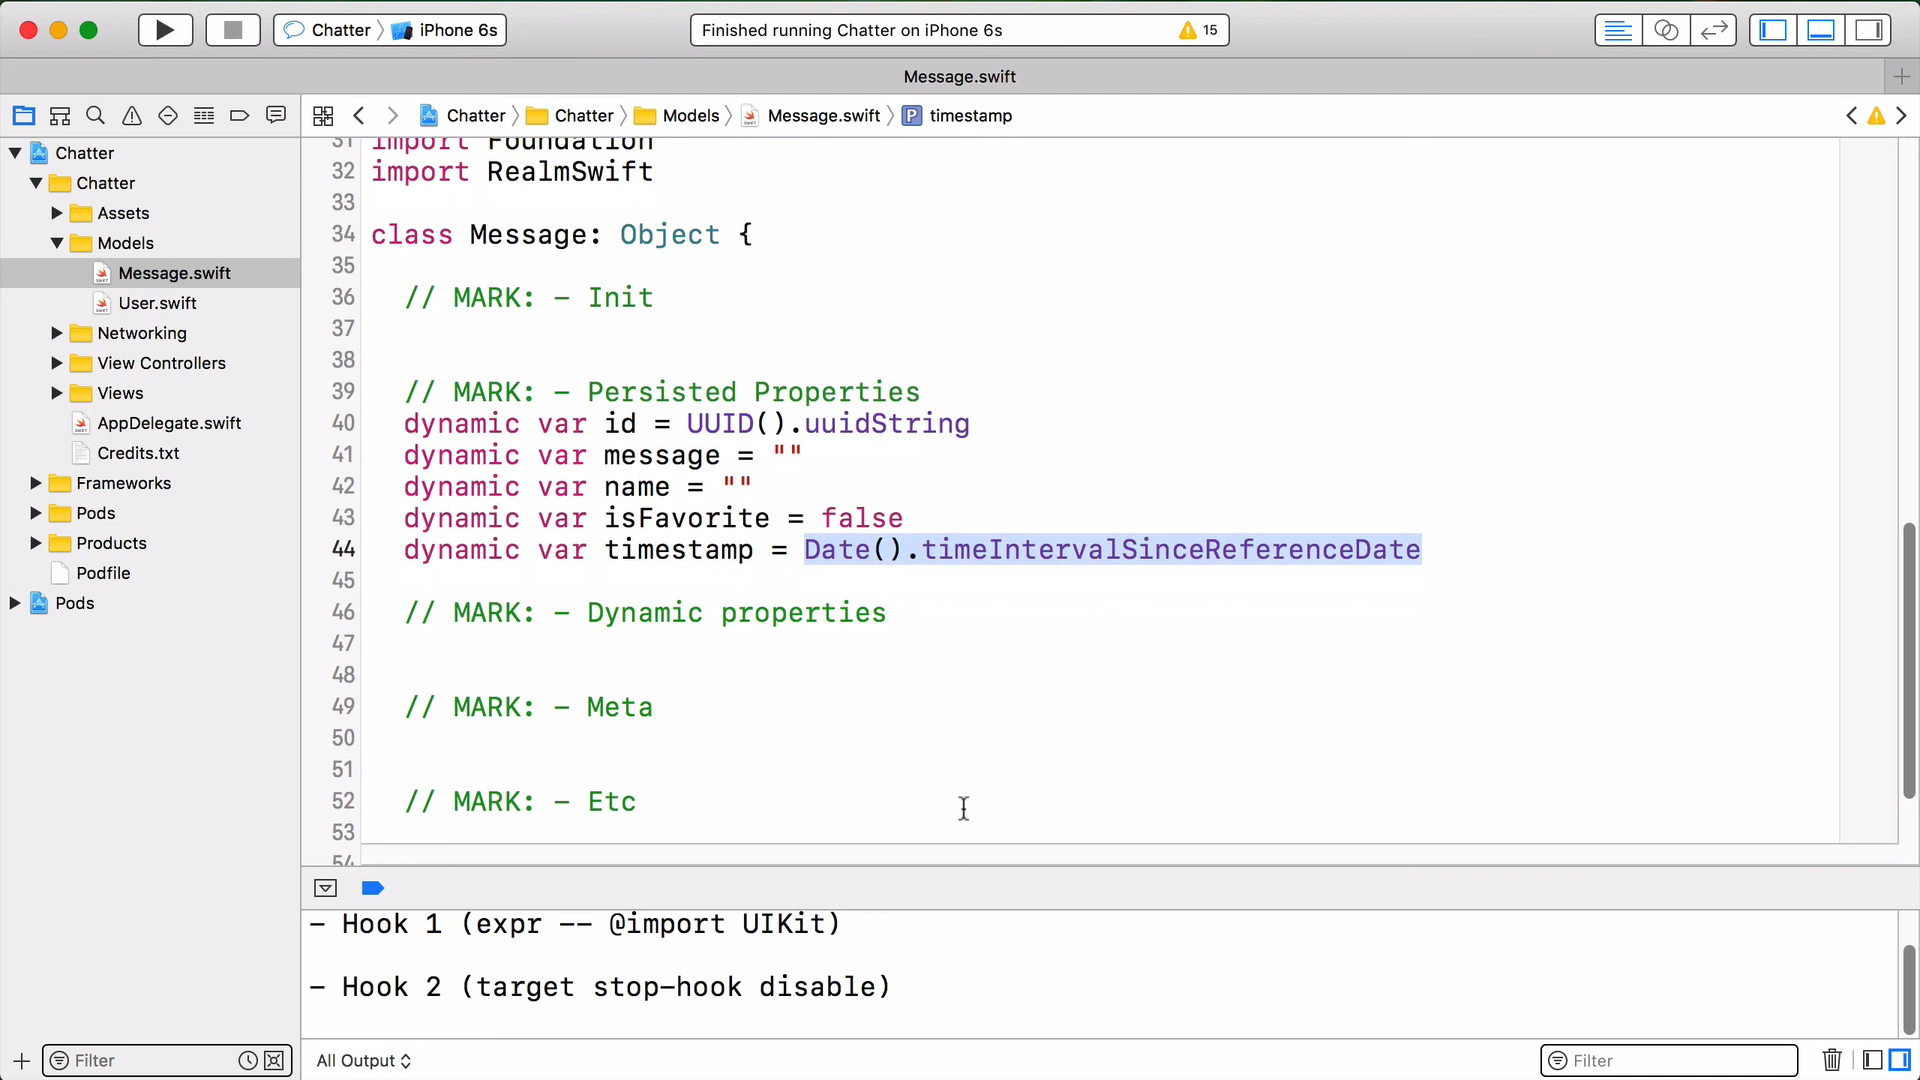 Chatter iPhone 6s
Finished running Chatter on iPhone 6s 15
Message.swift
Chatter Chatter Models Message.swift P timestamp
Chatter
Chatter
Assets
Models
Message.swift
User.swift
Networking
View Controllers
Views
AppDelegate.swift
Credits.txt
Frameworks
Pods
Products
Podfile
Pods
Filter
31 import Foundation
32 import RealmSwift
33
34 class Message: Object {
35
36 // MARK: - Init
37
38
39 // MARK: - Persisted Properties
40 dynamic var id = UUID().uuidString
41 dynamic var message = ""
42 dynamic var name = ""
43 dynamic var isFavorite = false
44 dynamic var timestamp = Date().timeIntervalSinceReferenceDate
45
46 // MARK: - Dynamic properties
47
48
49 // MARK: - Meta
50
51
52 // MARK: - Etc
53
54
- Hook 1 (expr -- @import UIKit)
- Hook 2 (target stop-hook disable)
All Output Filter